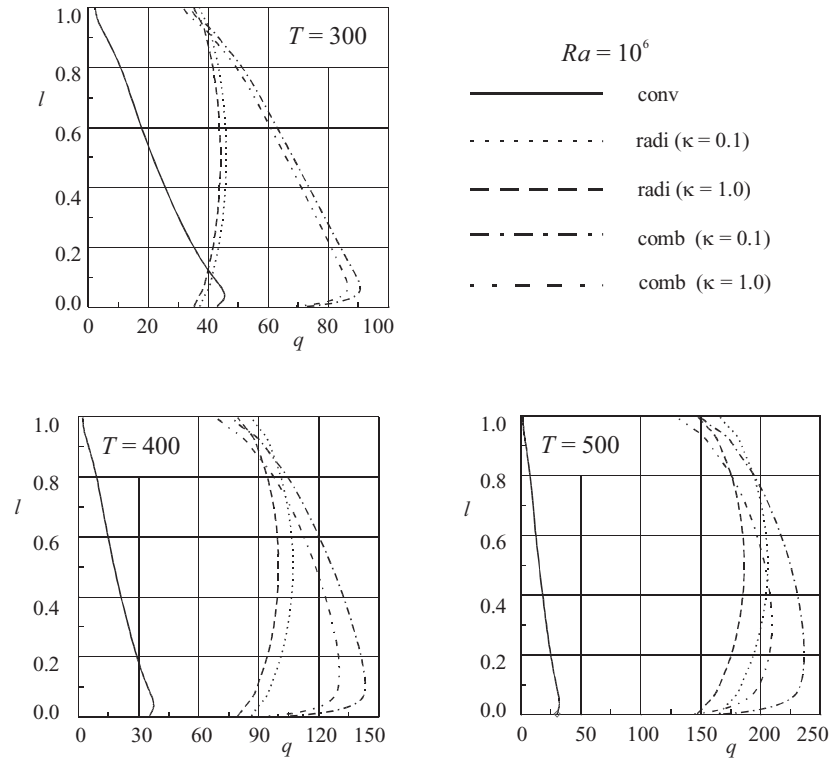 T = 300
1.0
0.8
l
0.6
0.4
0.2
0.0
0 20 40 60 80 100
q
Ra = 10⁶
conv
radi (κ = 0.1)
radi (κ = 1.0)
comb (κ = 0.1)
comb (κ = 1.0)
T = 400
1.0
0.8
l
0.6
0.4
0.2
0.0
0 30 60 90 120 150
q
T = 500
1.0
0.8
l
0.6
0.4
0.2
0.0
0 50 100 150 200 250
q